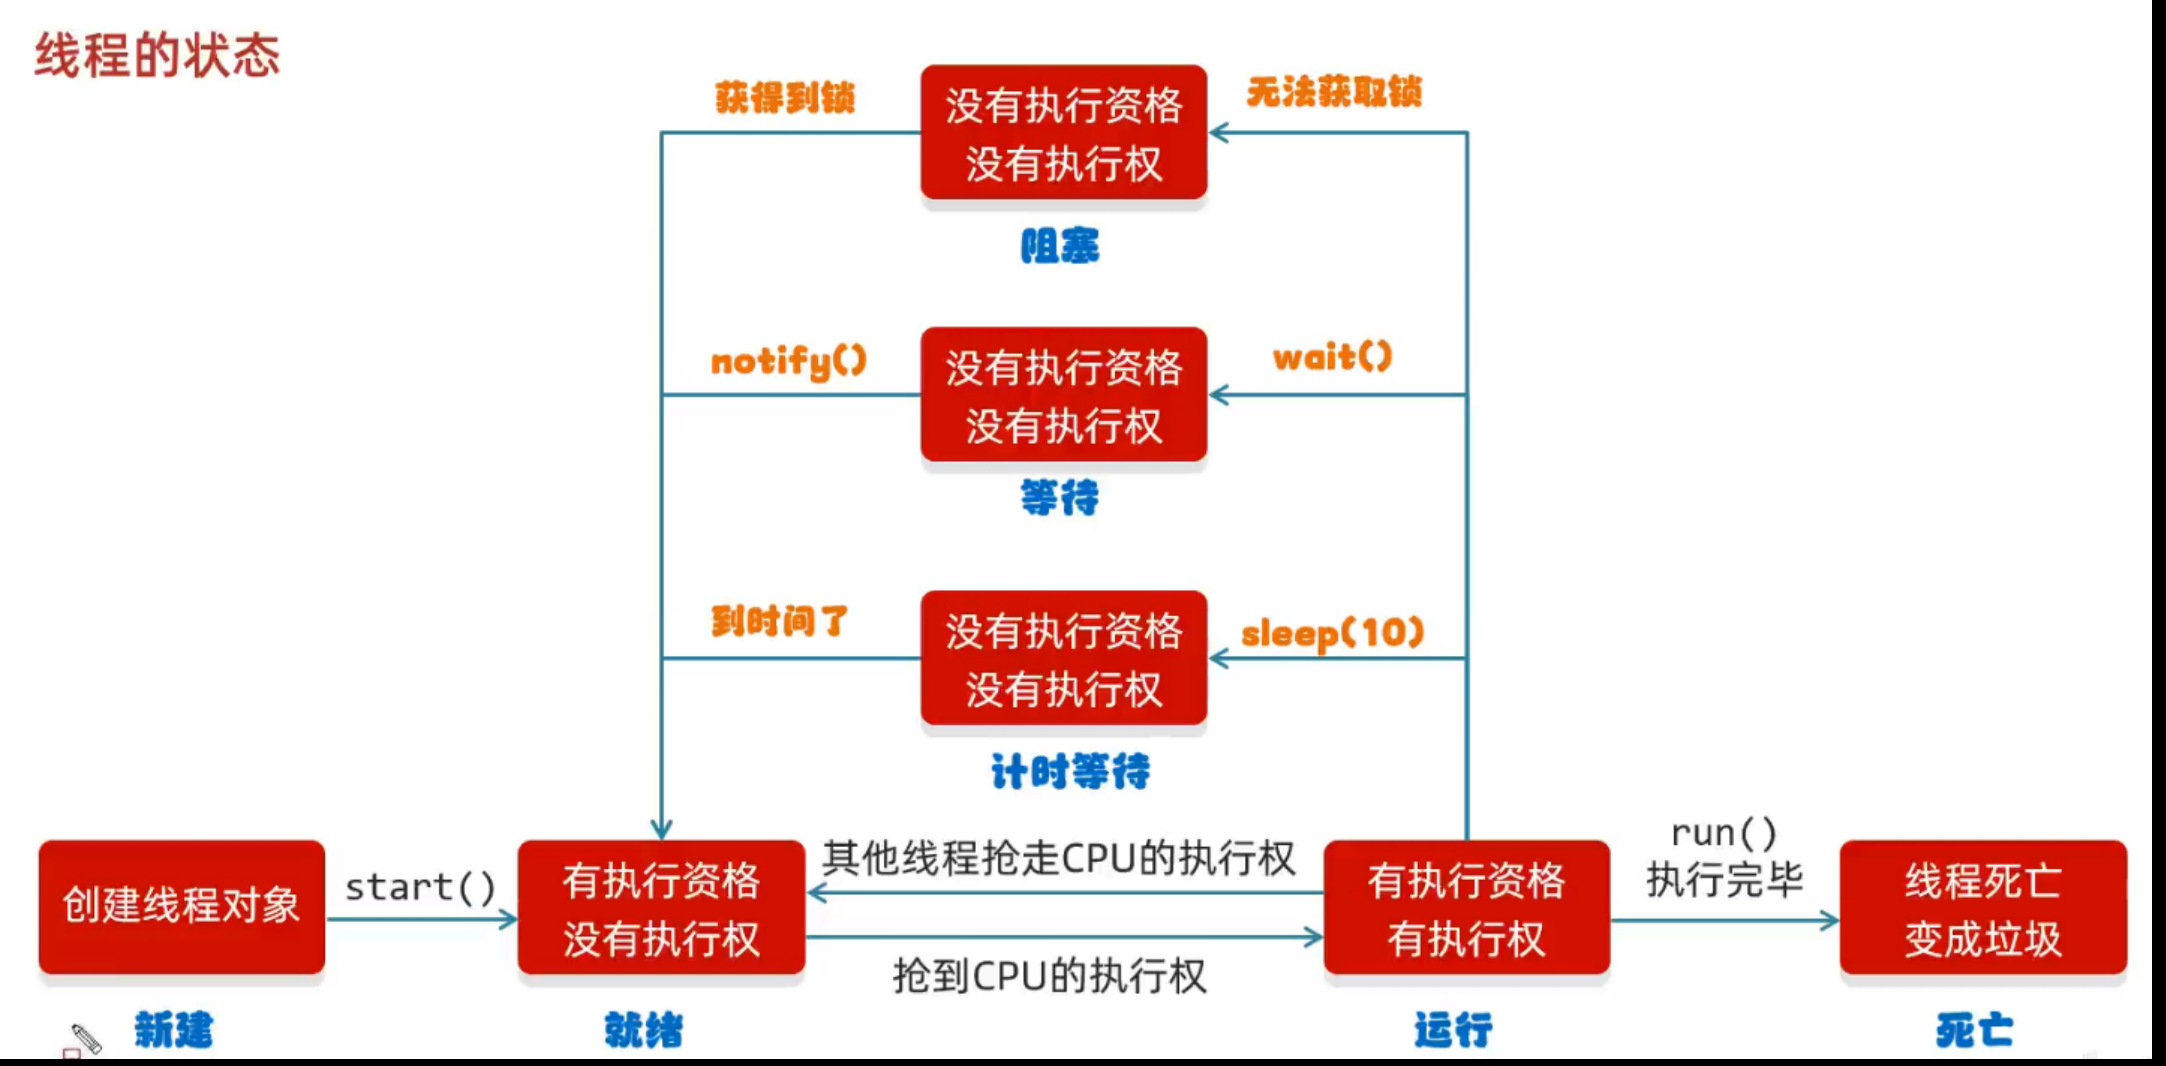 线程的状态
获得到锁
没有执行资格
没有执行权
无法获取锁
阻塞
notify()
没有执行资格
没有执行权
wait()
等待
到时间了
没有执行资格
没有执行权
sleep(10)
计时等待
创建线程对象
start()
有执行资格
没有执行权
其他线程抢走CPU的执行权
抢到CPU的执行权
有执行资格
有执行权
run()
执行完毕
线程死亡
变成垃圾
新建
就绪
运行
死亡